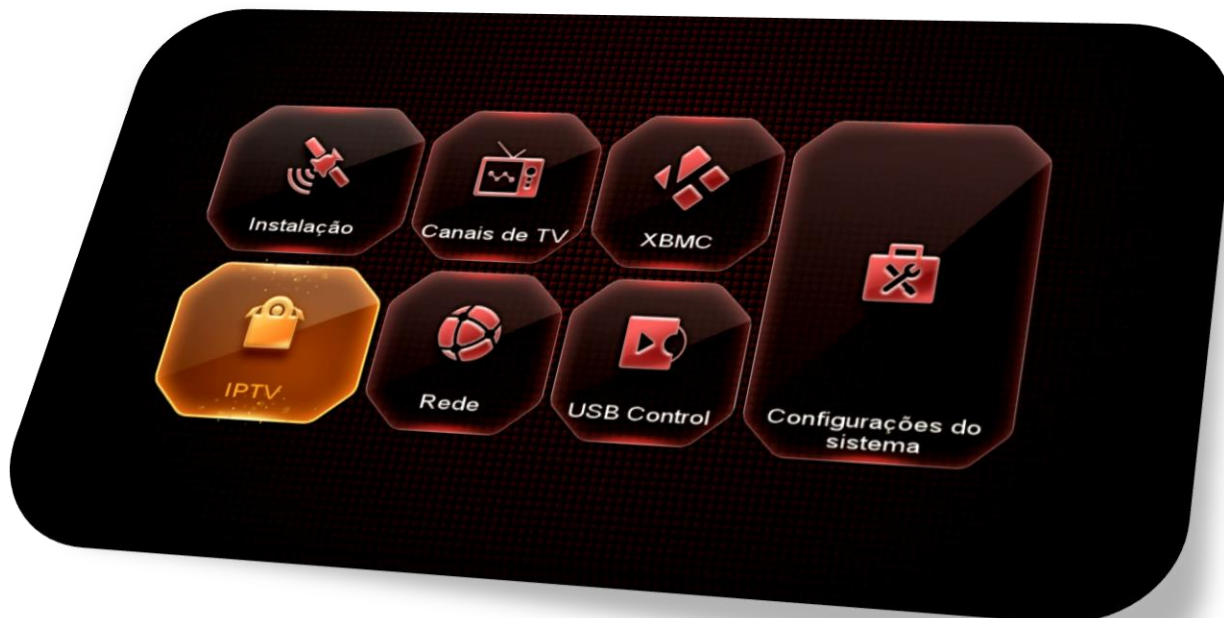 Instalação
Canais de TV
XBMC
IPTV
Rede
USB Control
Configurações do
sistema